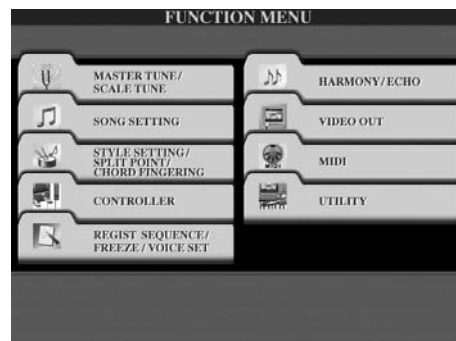 FUNCTION MENU
MASTER TUNE/
SCALE TUNE
SONG SETTING
STYLE SETTING/
SPLIT POINT/
CHORD FINGERING
CONTROLLER
REGIST SEQUENCE/
FREEZE / VOICE SET
HARMONY/ECHO
VIDEO OUT
MIDI
UTILITY